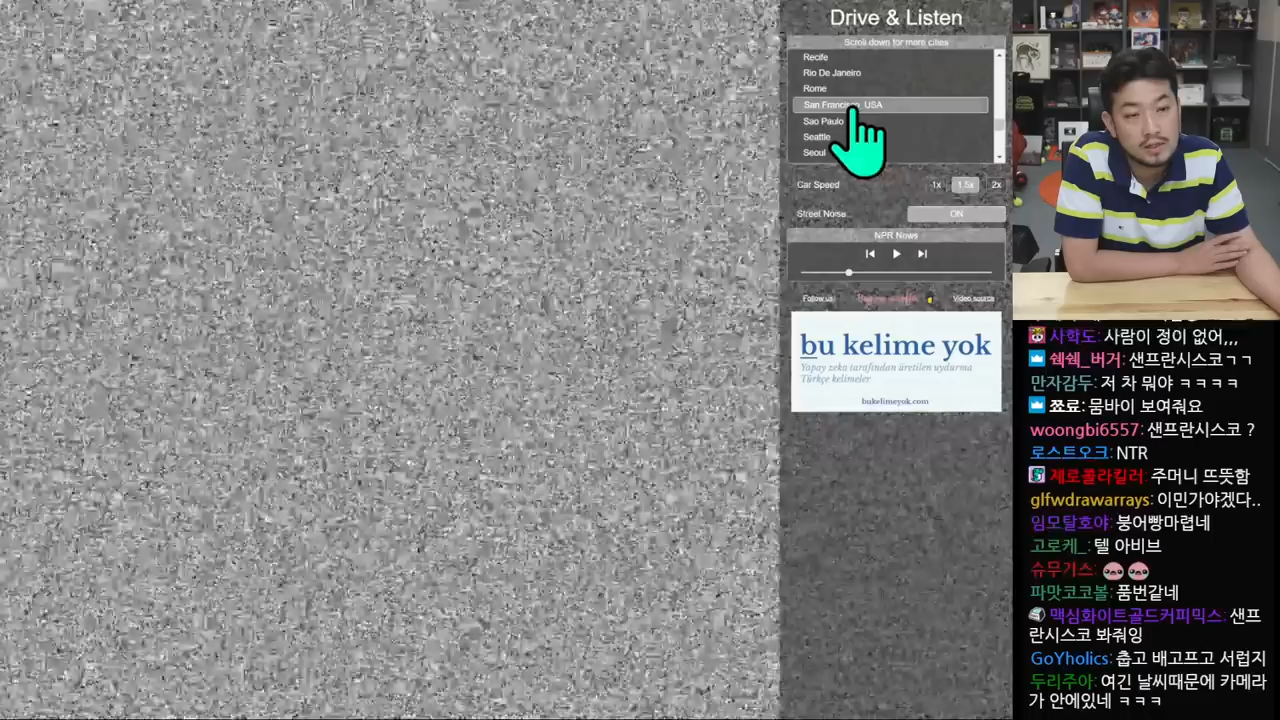 Drive & Listen
Scroll down for more cities
Recife
Rio De Janeiro
Rome
San Francisco, USA
Sao Paulo
Seattle
Seoul
Car Speed
1x
1.5x
2x
Street Noise
ON
NPR News
Follow us!
Video source
bu kelime yok
Yapay zeka tarafından üretilen uydurma
Türkçe kelimeler
bukelimeyok.com
사학도: 사람이 정이 없어,,,
쉑쉑_버거: 샌프란시스코ㄱㄱ
만자감두: 저 차 뭐야 ㅋㅋㅋㅋ
쪼료: 뭄바이 보여줘요
woongbi6557: 샌프란시스코 ?
로스트오크: NTR
제로콜라킬러: 주머니 뜨뜻함
glfwdrawarrays: 이민가야겠다..
임모탈호야: 붕어빵마렵네
고로케_: 텔 아비브
슈무기스:
파맛코코볼: 품번같네
맥심화이트골드커피믹스: 샌프
란시스코 봐줘잉
GoYholics: 춥고 배고프고 서럽지
두리주아: 여긴 날씨때문에 카메라
가 안에있네 ㅋㅋㅋ